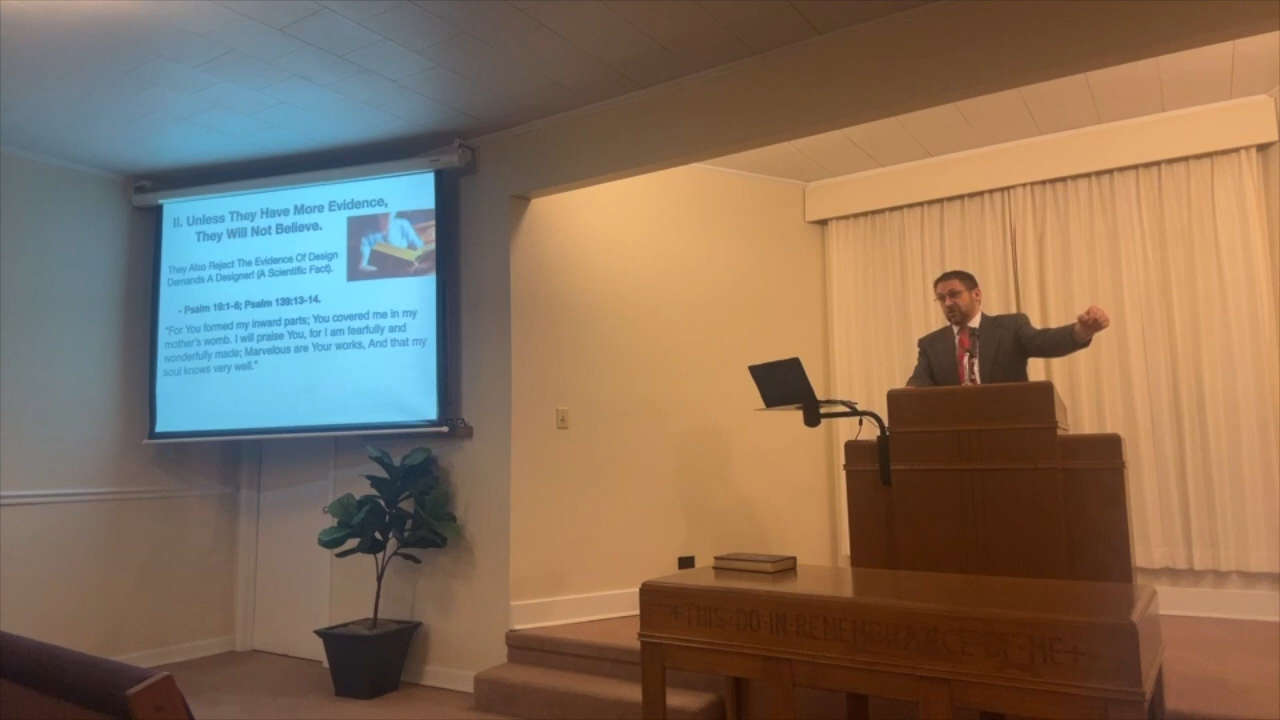 II. Unless They Have More Evidence,
They Will Not Believe.
They Also Reject The Evidence Of Design
Demands A Designer! (A Scientific Fact).
- Psalm 19:1-6; Psalm 139:13-14.
"For You formed my inward parts; You covered me in my
mother's womb. I will praise You, for I am fearfully and
wonderfully made; Marvelous are Your works, And that my
soul knows very well."
+THIS·DO·IN·REMEMBRANCE·OF·ME+